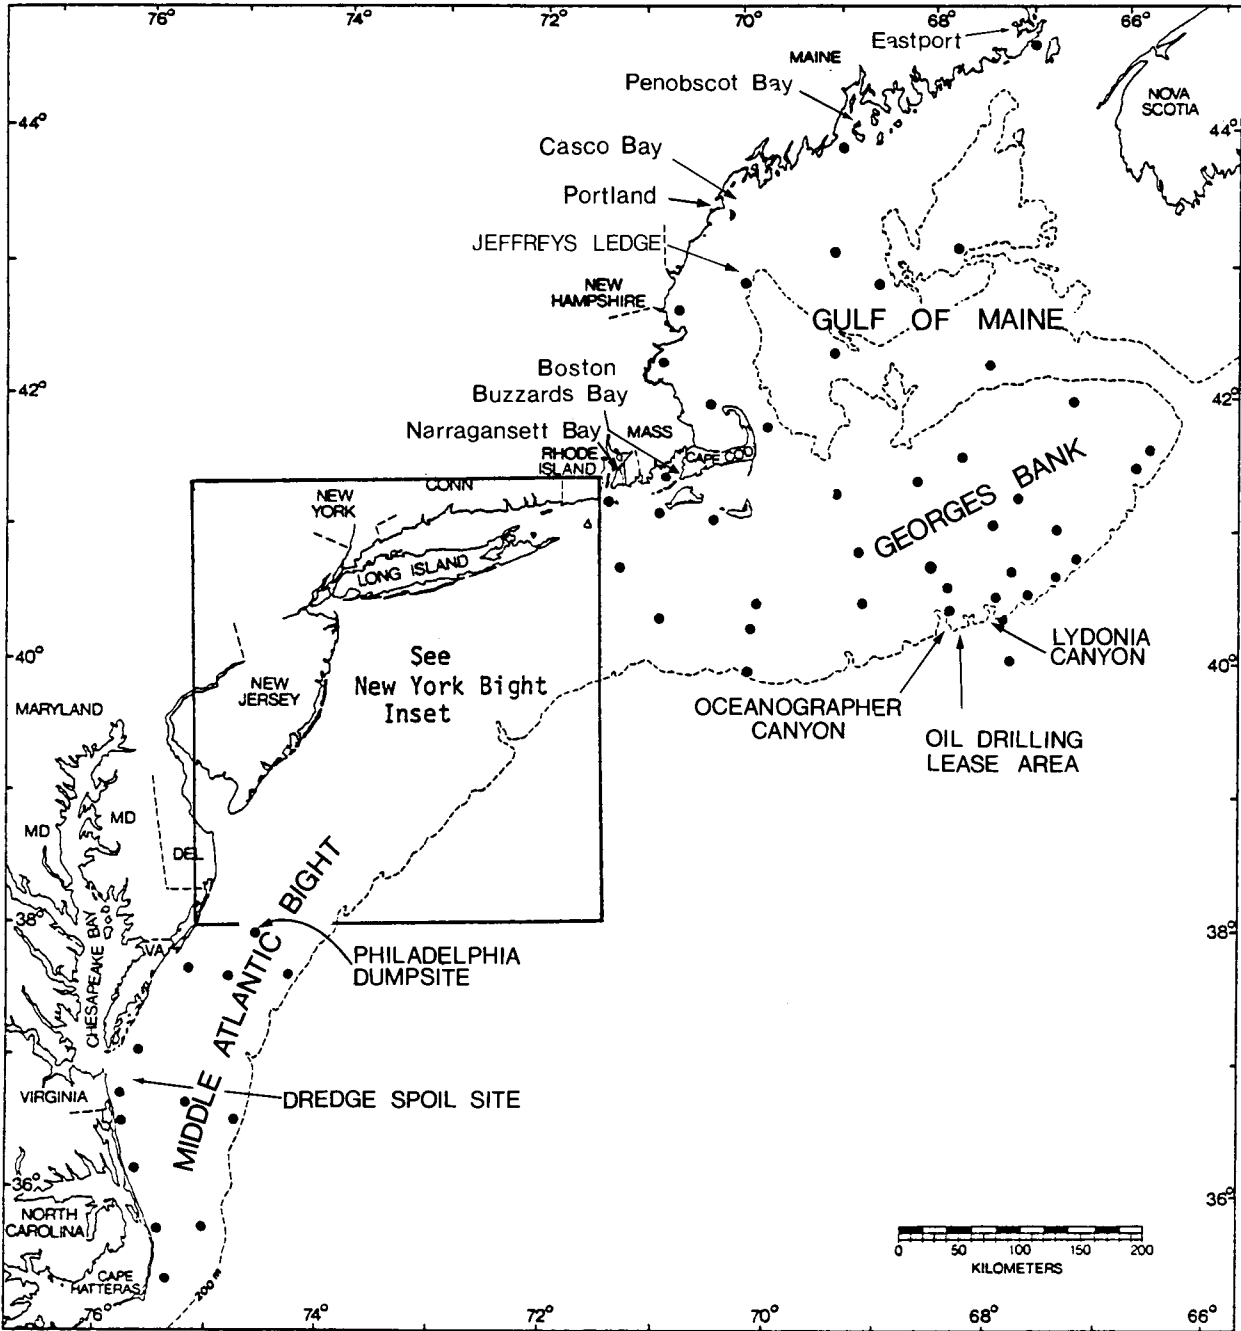 76° 74° 72° 70° 68° 66°
Eastport
MAINE
Penobscot Bay
NOVA
SCOTIA
44° 44°
Casco Bay
Portland
JEFFREYS LEDGE
NEW
HAMPSHIRE
GULF OF MAINE
Boston
42° 42°
Buzzards Bay
Narragansett Bay
MASS
RHODE
ISLAND
CAPE COD
GEORGES BANK
CONN
NEW
YORK
LONG ISLAND
See
New York Bight
Inset
40° 40°
LYDONIA
CANYON
NEW
JERSEY
OCEANOGRAPHER
CANYON
MARYLAND
OIL DRILLING
LEASE AREA
MD
MD
DEL
38° 38°
CHESAPEAKE BAY
VA
MIDDLE ATLANTIC BIGHT
PHILADELPHIA
DUMPSITE
VIRGINIA
DREDGE SPOIL SITE
36° 36°
NORTH
CAROLINA
CAPE
HATTERAS
200 m
0 50 100 150 200
KILOMETERS
76° 74° 72° 70° 68° 66°